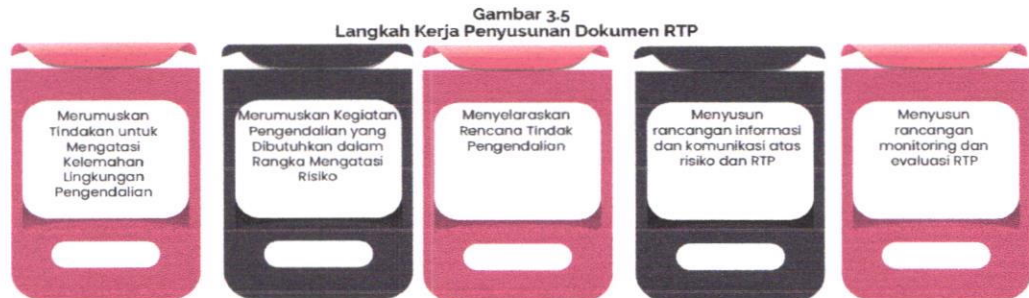 Gambar 3.5
Langkah Kerja Penyusunan Dokumen RTP
Merumuskan
Tindakan untuk
Mengatasi
Kelemahan
Lingkungan
Pengendalian
Merumuskan Kegiatan
Pengendalian yang
Dibutuhkan dalam
Rangka Mengatasi
Risiko
Menyelaraskan
Rencana Tindak
Pengendalian
Menyusun
rancangan informasi
dan komunikasi atas
risiko dan RTP
Menyusun
rancangan
monitoring dan
evaluasi RTP